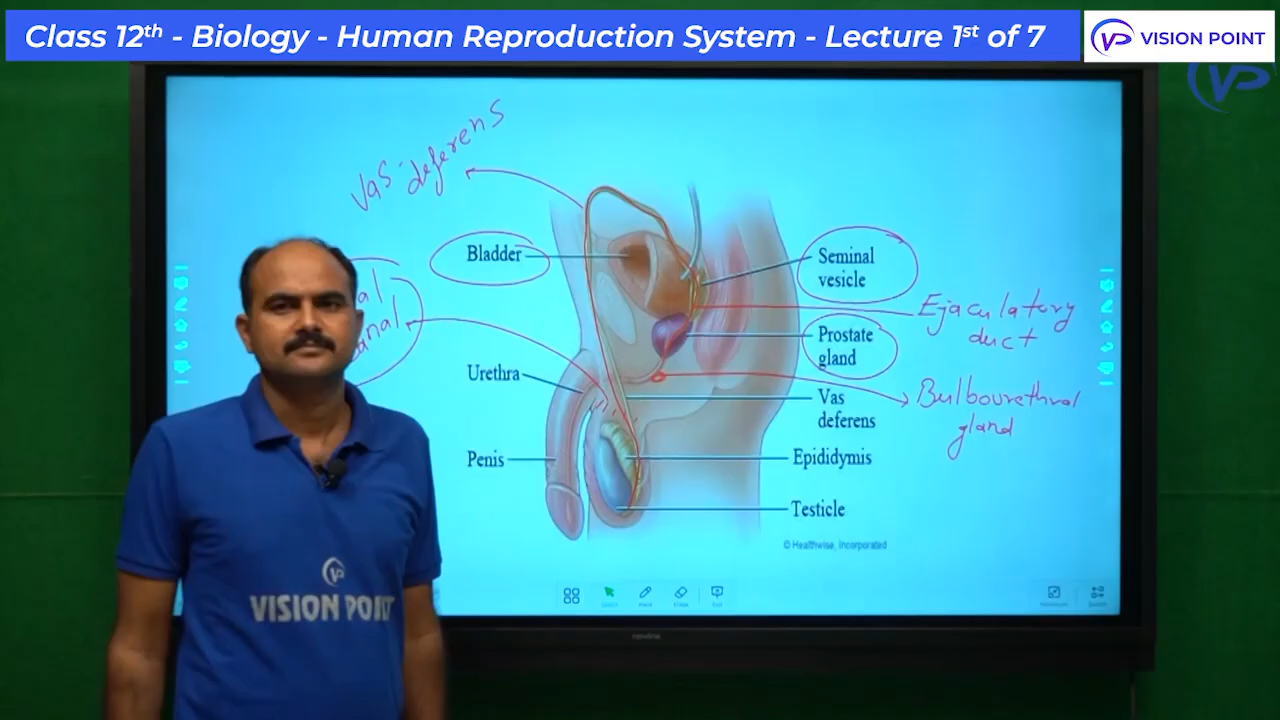 Class 12th - Biology - Human Reproduction System - Lecture 1st of 7
VISION POINT
Vas-deferens
Bladder
Seminal
vesicle
Ejaculatory
duct
Prostate
gland
Urethra
Vas
deferens
Bulbourethral
gland
Penis
Epididymis
Testicle
© Healthwise, Incorporated
VISION POINT
newline